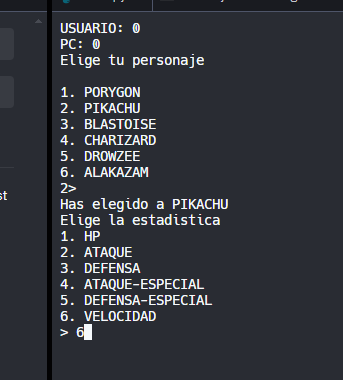 USUARIO: 0
PC: 0
Elige tu personaje
1. PORYGON
2. PIKACHU
3. BLASTOISE
4. CHARIZARD
5. DROWZEE
6. ALAKAZAM
2>
Has elegido a PIKACHU
Elige la estadistica
1. HP
2. ATAQUE
3. DEFENSA
4. ATAQUE-ESPECIAL
5. DEFENSA-ESPECIAL
6. VELOCIDAD
> 6